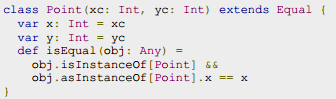 class Point(xc: Int, yc: Int) extends Equal {
  var x: Int = xc
  var y: Int = yc
  def isEqual(obj: Any) =
    obj.isInstanceOf[Point] &&
    obj.asInstanceOf[Point].x == x
}